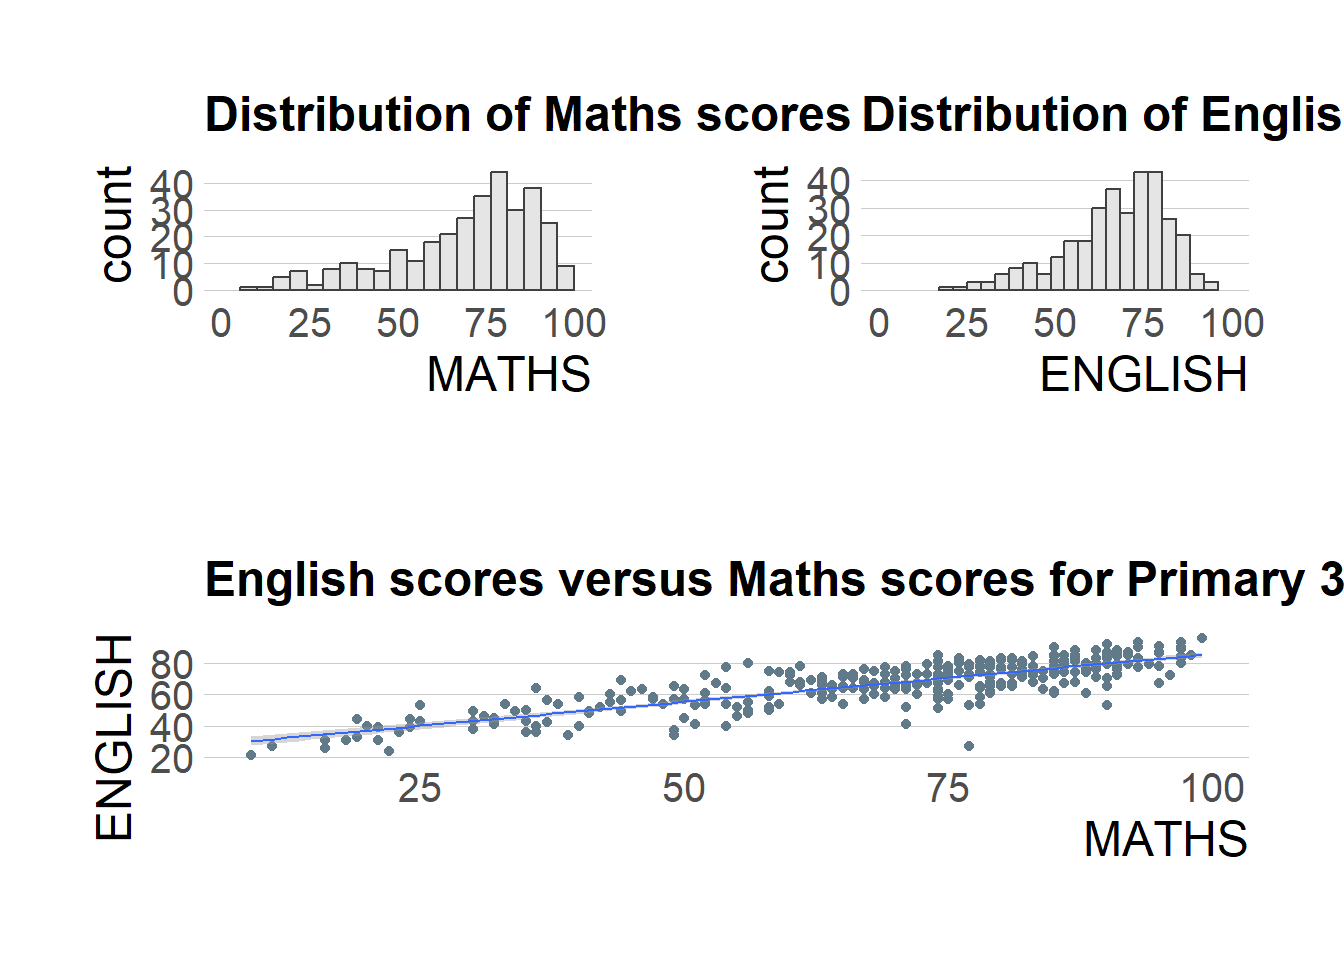 Distribution of Maths scores
count
40
30
20
10
0
0 25 50 75 100
MATHS
Distribution of Englis
count
40
30
20
10
0
0 25 50 75 100
ENGLISH
English scores versus Maths scores for Primary 3
ENGLISH
80
60
40
20
25 50 75 100
MATHS